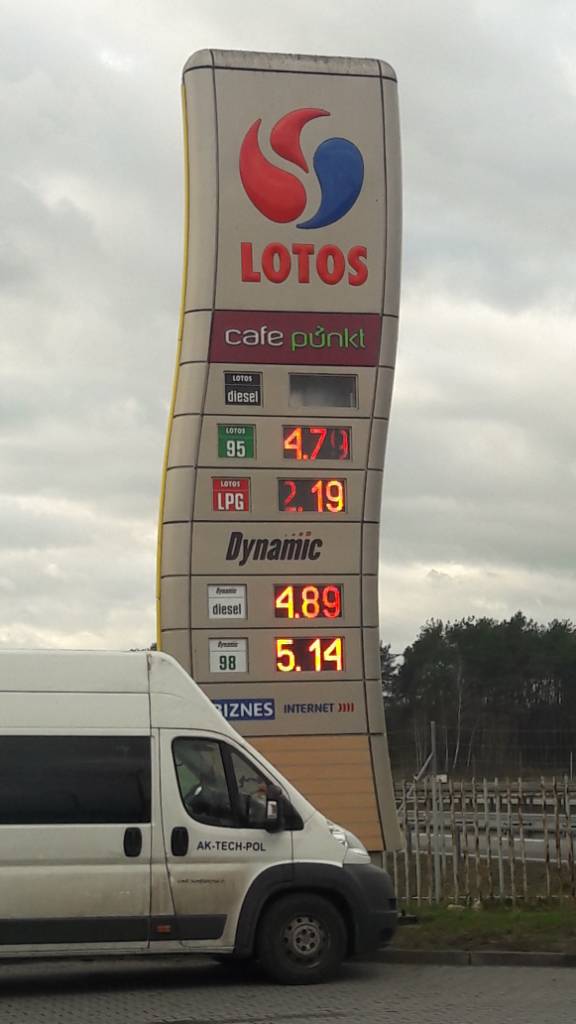 LOTOS
cafe punkt
LOTOS
diesel
LOTOS
95
4.79
LOTOS
LPG
2.19
Dynamic
Dynamic
diesel
4.89
Dynamic
98
5.14
BIZNES INTERNET ))))
AK-TECH-POL